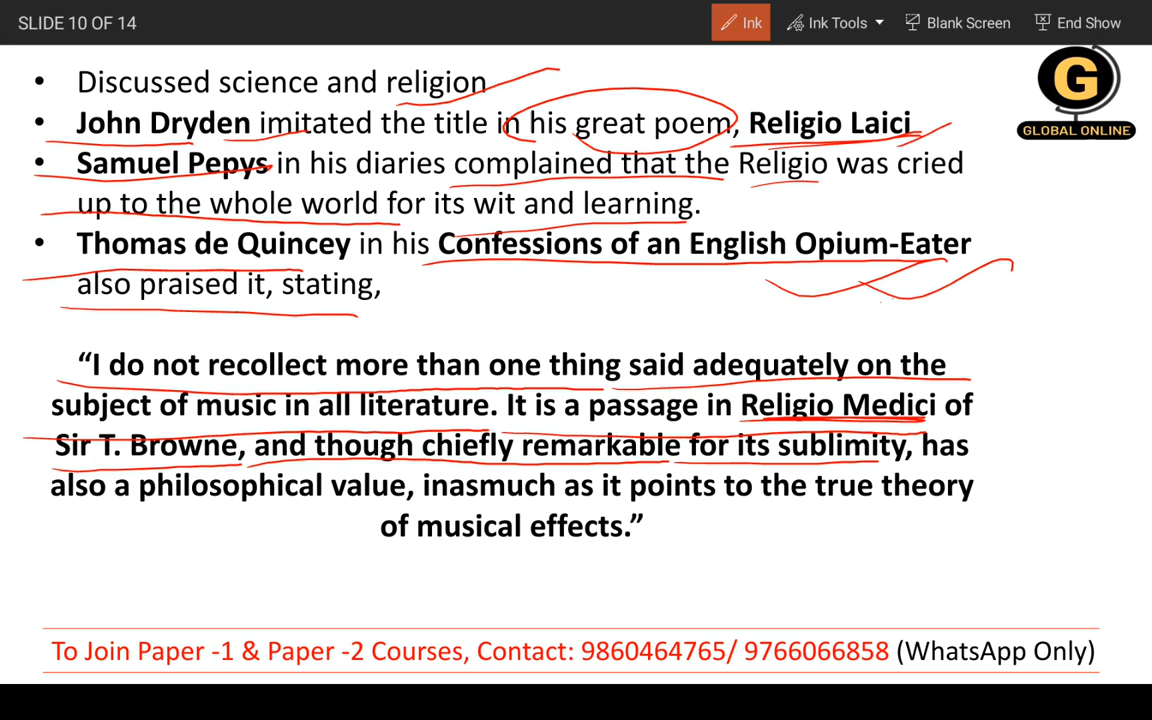 SLIDE 10 OF 14
Ink
Ink Tools
Blank Screen
End Show
G
GLOBAL ONLINE
• Discussed science and religion
• John Dryden imitated the title in his great poem, Religio Laici
• Samuel Pepys in his diaries complained that the Religio was cried
up to the whole world for its wit and learning.
• Thomas de Quincey in his Confessions of an English Opium-Eater
also praised it, stating,
“I do not recollect more than one thing said adequately on the
subject of music in all literature. It is a passage in Religio Medici of
Sir T. Browne, and though chiefly remarkable for its sublimity, has
also a philosophical value, inasmuch as it points to the true theory
of musical effects.”
To Join Paper -1 & Paper -2 Courses, Contact: 9860464765/ 9766066858 (WhatsApp Only)